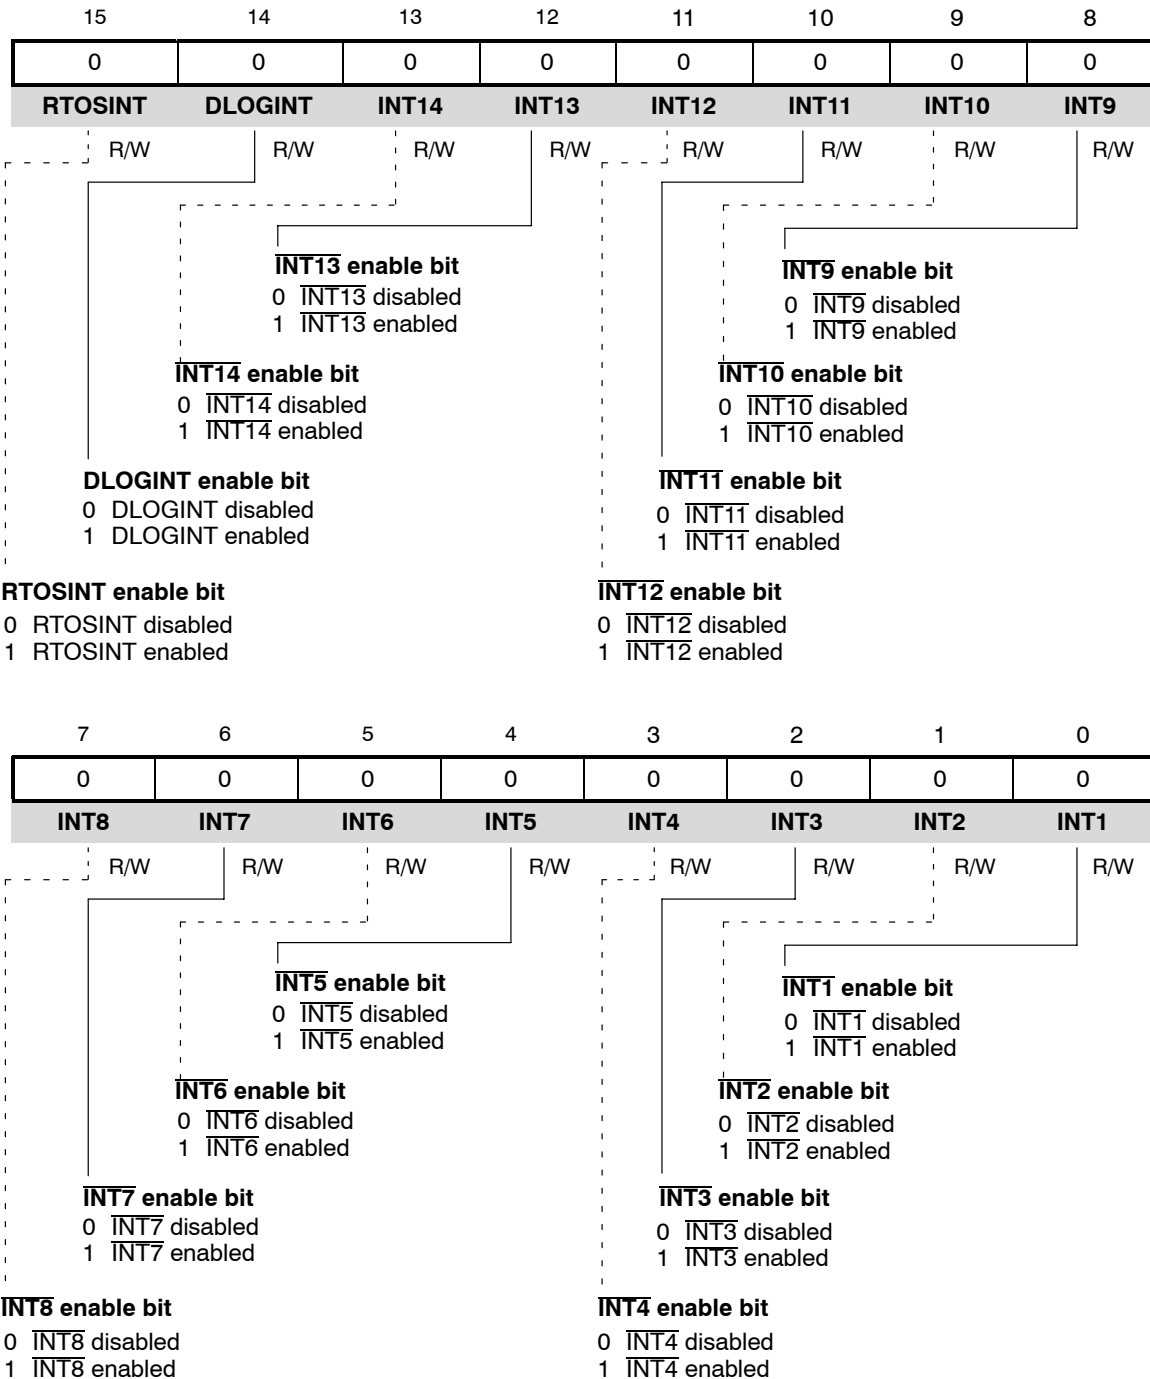 15 14 13 12 11 10 9 8
0 0 0 0 0 0 0 0
RTOSINT DLOGINT INT14 INT13 INT12 INT11 INT10 INT9
R/W R/W R/W R/W R/W R/W R/W R/W
INT13 enable bit
0 INT13 disabled
1 INT13 enabled
INT9 enable bit
0 INT9 disabled
1 INT9 enabled
INT14 enable bit
0 INT14 disabled
1 INT14 enabled
INT10 enable bit
0 INT10 disabled
1 INT10 enabled
DLOGINT enable bit
0 DLOGINT disabled
1 DLOGINT enabled
INT11 enable bit
0 INT11 disabled
1 INT11 enabled
RTOSINT enable bit
0 RTOSINT disabled
1 RTOSINT enabled
INT12 enable bit
0 INT12 disabled
1 INT12 enabled
7 6 5 4 3 2 1 0
0 0 0 0 0 0 0 0
INT8 INT7 INT6 INT5 INT4 INT3 INT2 INT1
R/W R/W R/W R/W R/W R/W R/W R/W
INT5 enable bit
0 INT5 disabled
1 INT5 enabled
INT1 enable bit
0 INT1 disabled
1 INT1 enabled
INT6 enable bit
0 INT6 disabled
1 INT6 enabled
INT2 enable bit
0 INT2 disabled
1 INT2 enabled
INT7 enable bit
0 INT7 disabled
1 INT7 enabled
INT3 enable bit
0 INT3 disabled
1 INT3 enabled
INT8 enable bit
0 INT8 disabled
1 INT8 enabled
INT4 enable bit
0 INT4 disabled
1 INT4 enabled